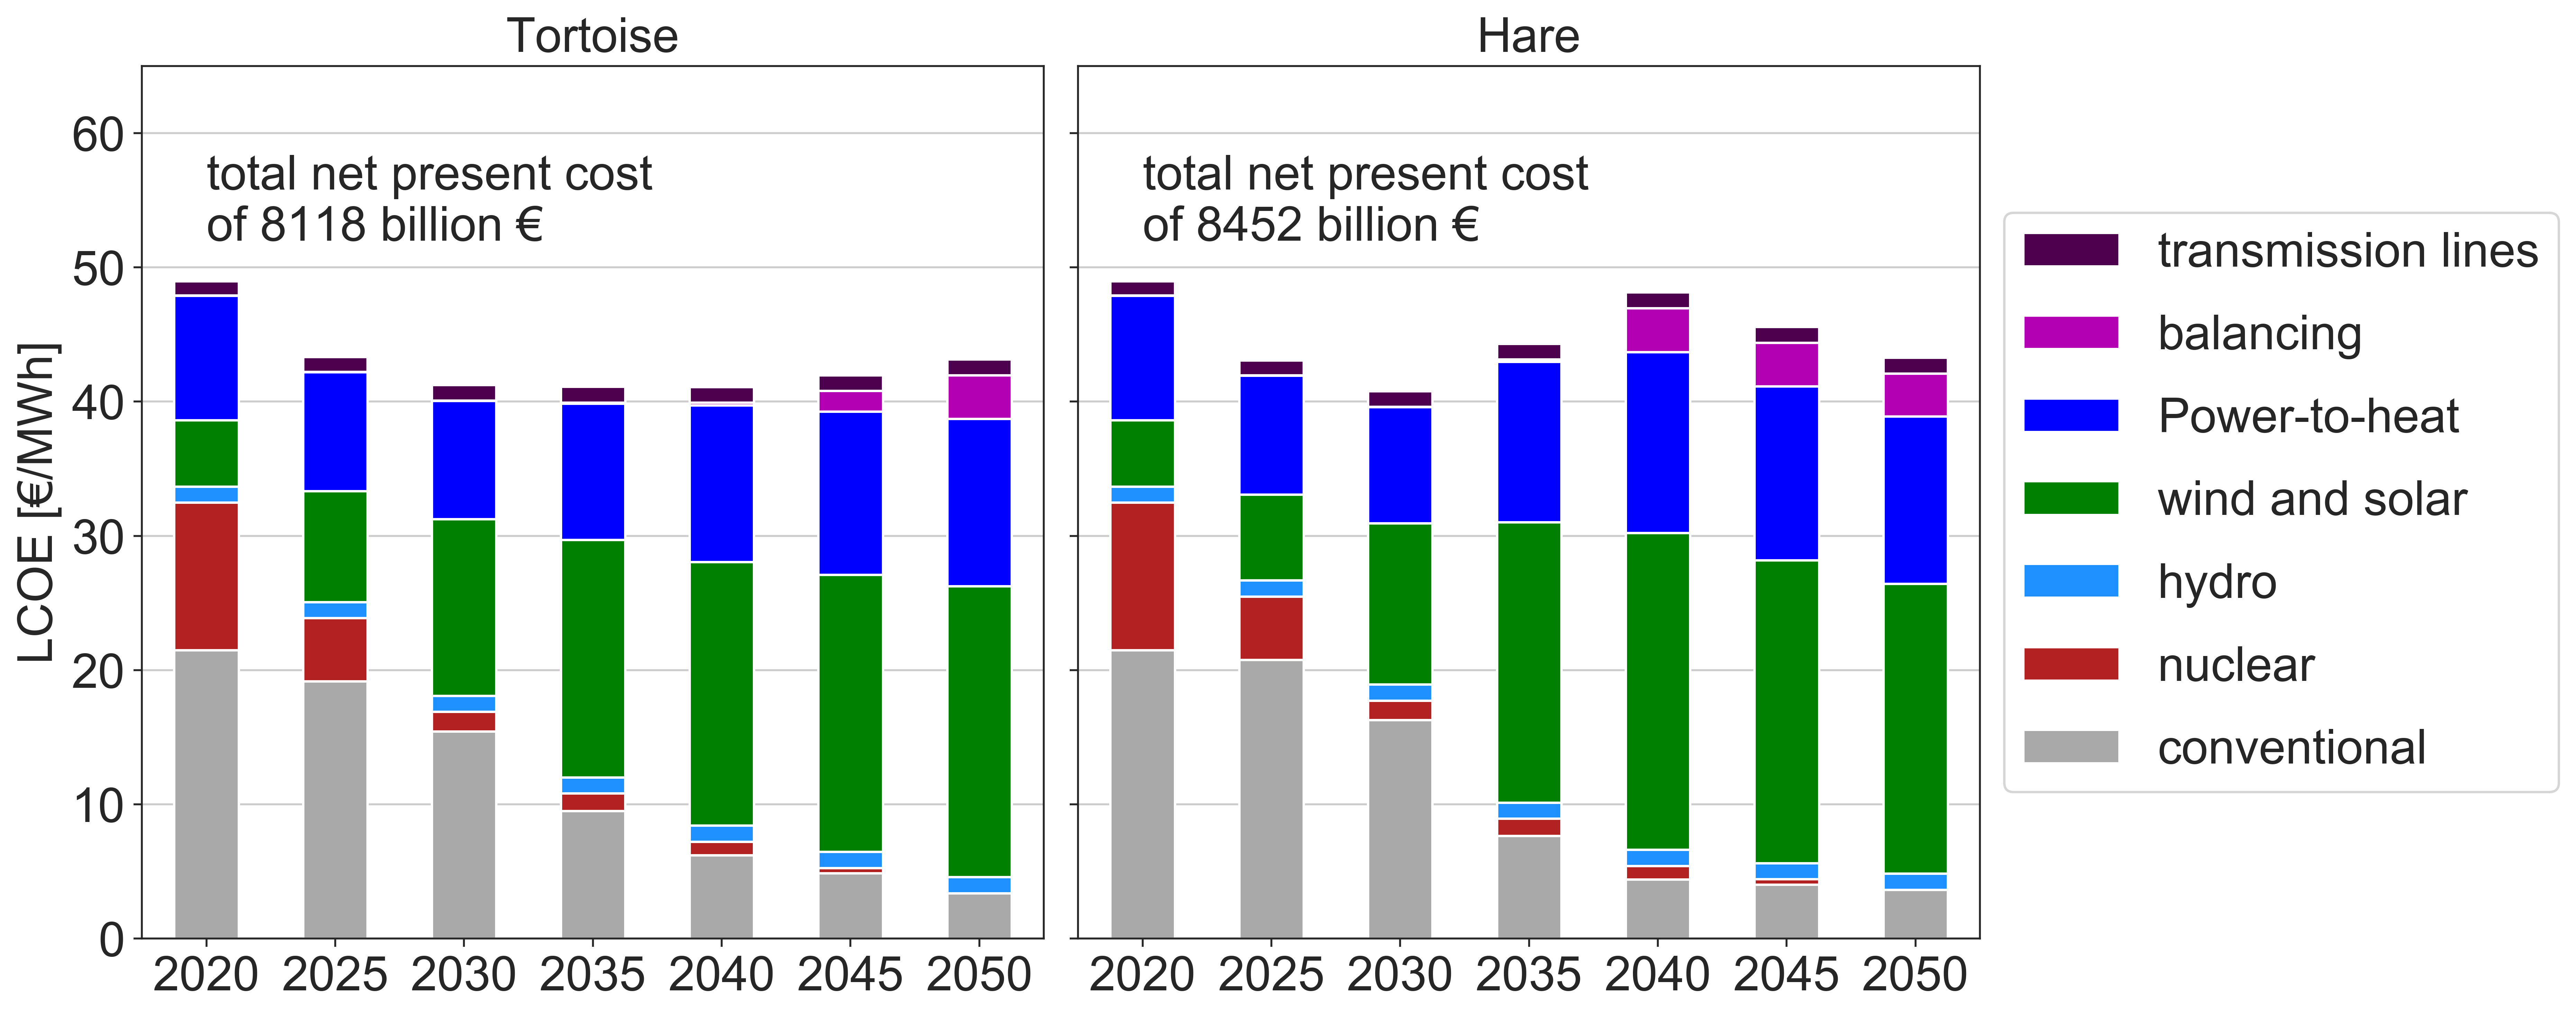 Tortoise
Hare
LCOE [€/MWh]
60
50
40
30
20
10
0
total net present cost
of 8118 billion €
2020 2025 2030 2035 2040 2045 2050
total net present cost
of 8452 billion €
2020 2025 2030 2035 2040 2045 2050
transmission lines
balancing
Power-to-heat
wind and solar
hydro
nuclear
conventional